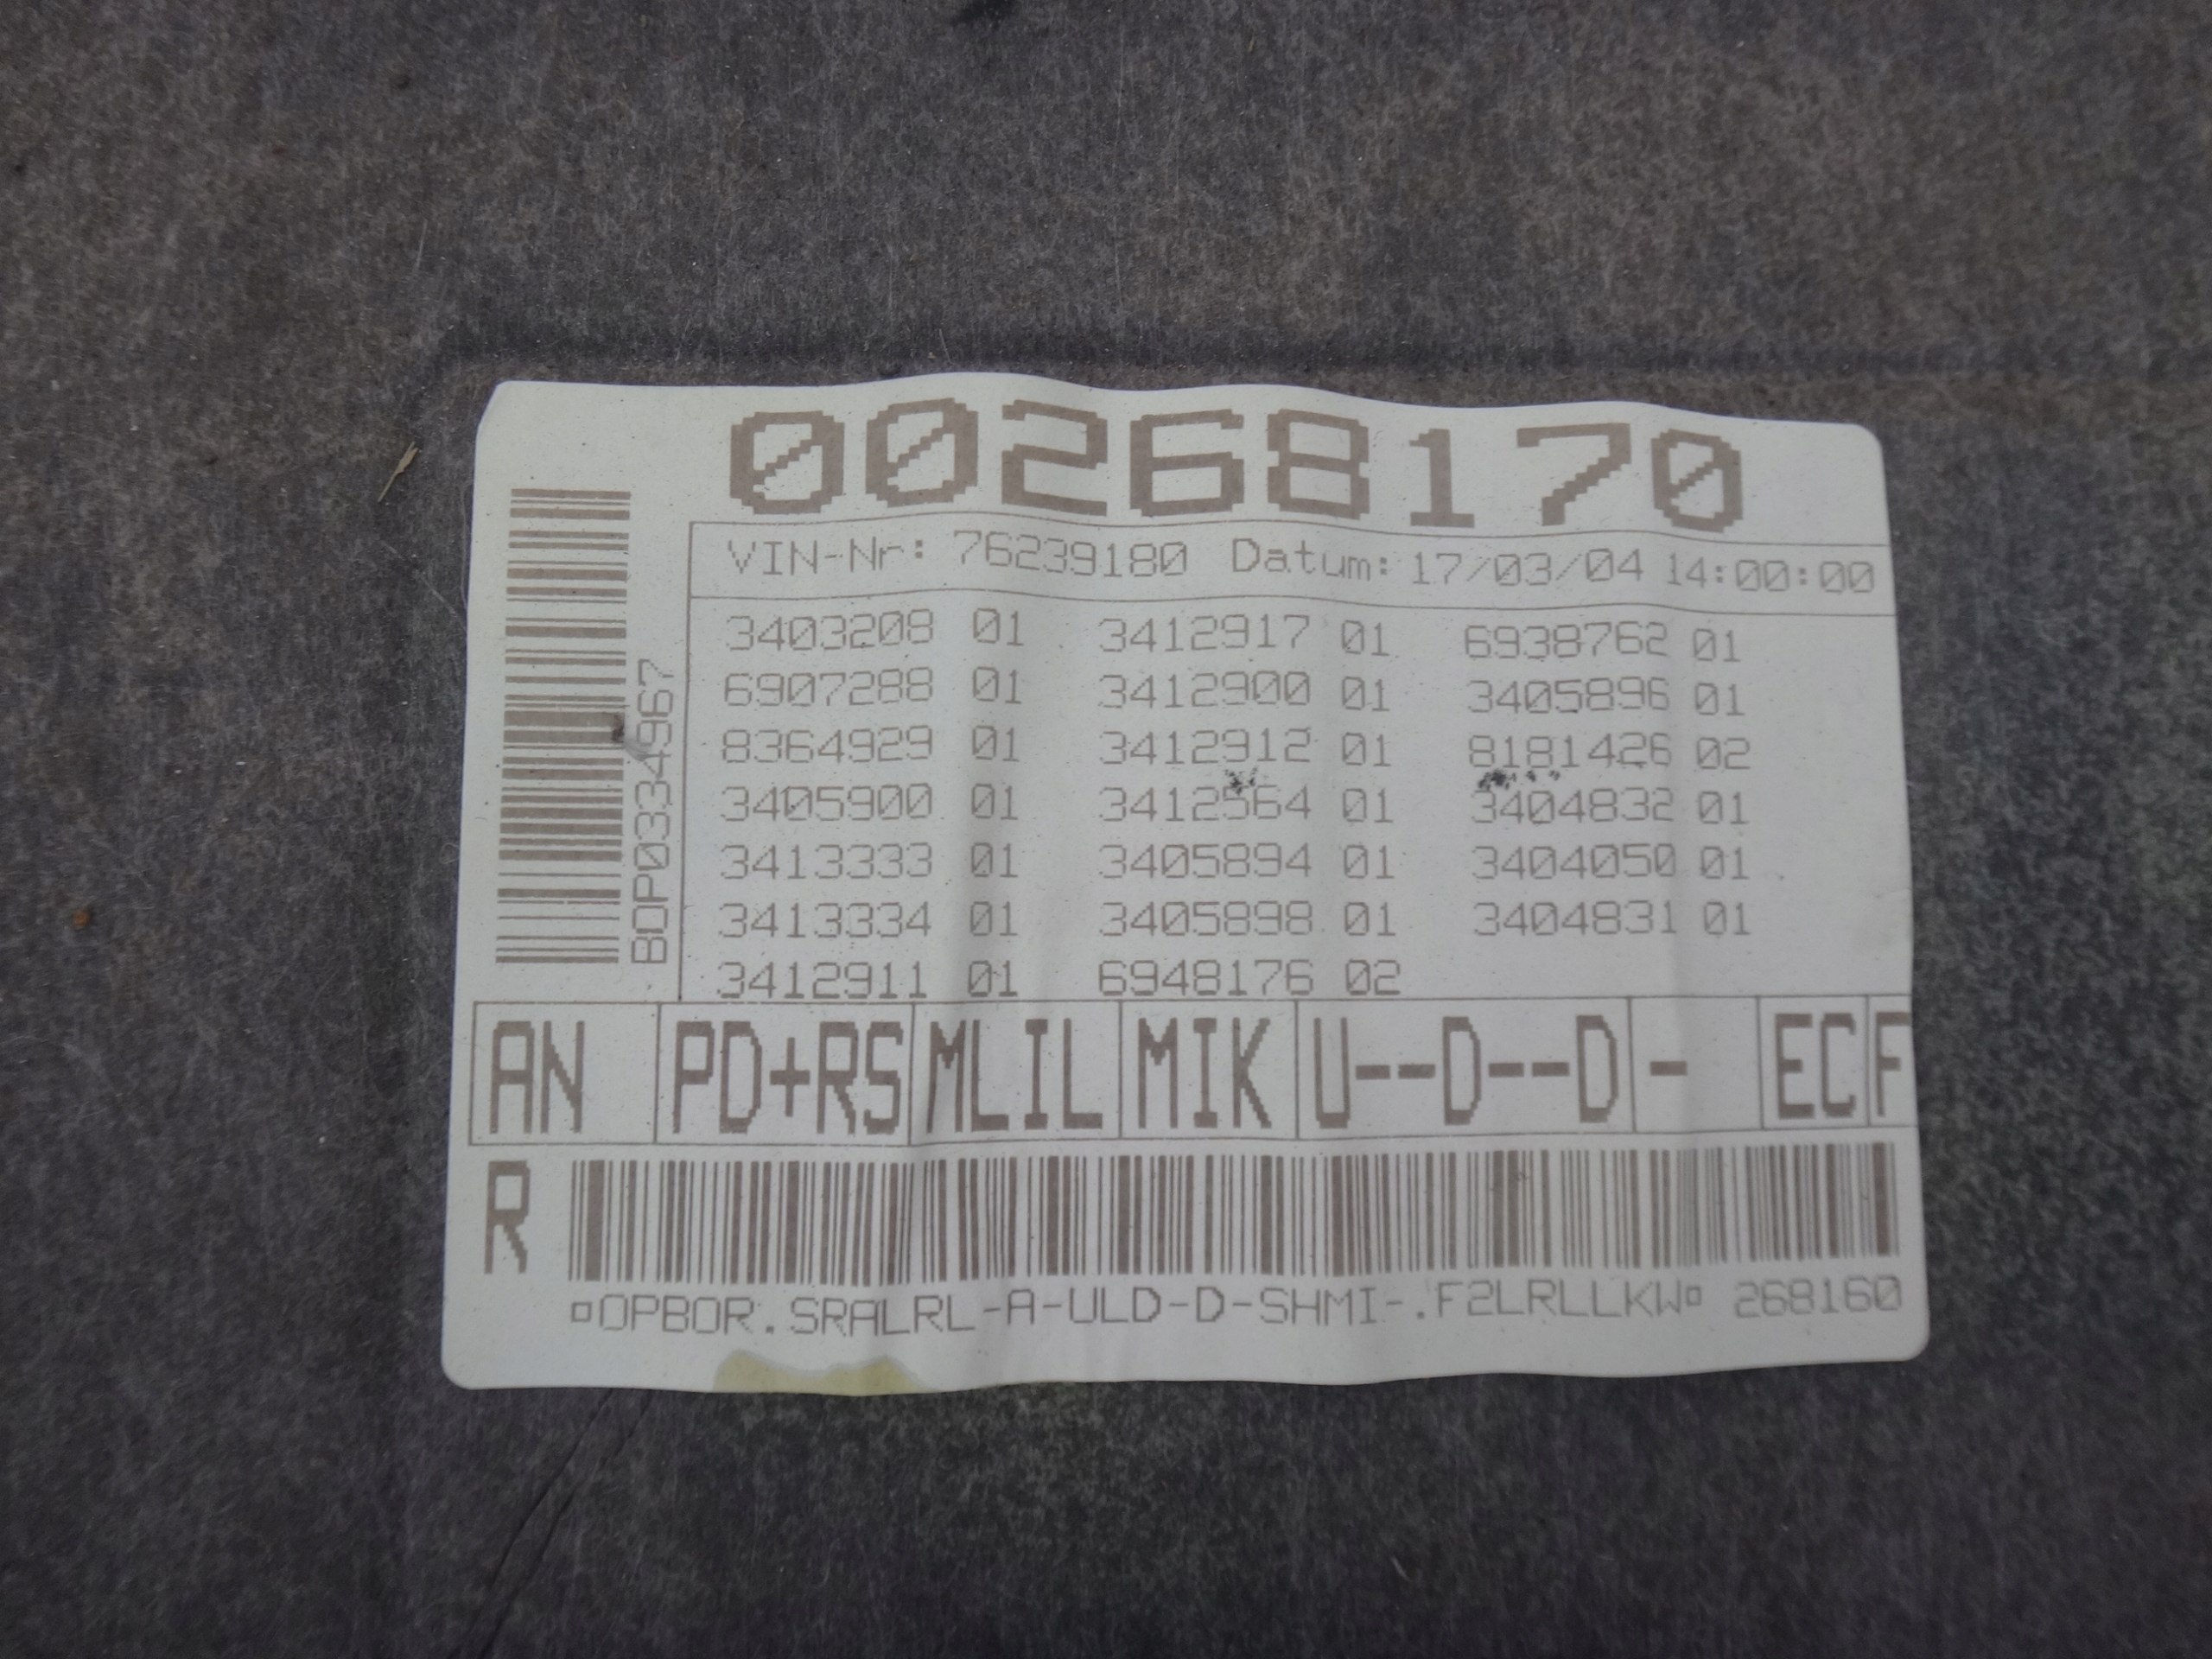 00268170
VIN-Nr: 76239180 Datum: 17/03/04 14:00:00
3403208 01 3412917 01 6938762 01
6907288 01 3412900 01 3405896 01
8364929 01 3412912 01 8181426 02
3405900 01 3412564 01 3404832 01
3413333 01 3405894 01 3404050 01
3413334 01 3405898 01 3404831 01
3412911 01 6948176 02
BOP0334967
AN PD+RS MLIL MIK U--D--D - EC F
R
¤OPBOR.SRALRL-A-ULD-D-SHMI-.F2LRLLKW¤ 268160